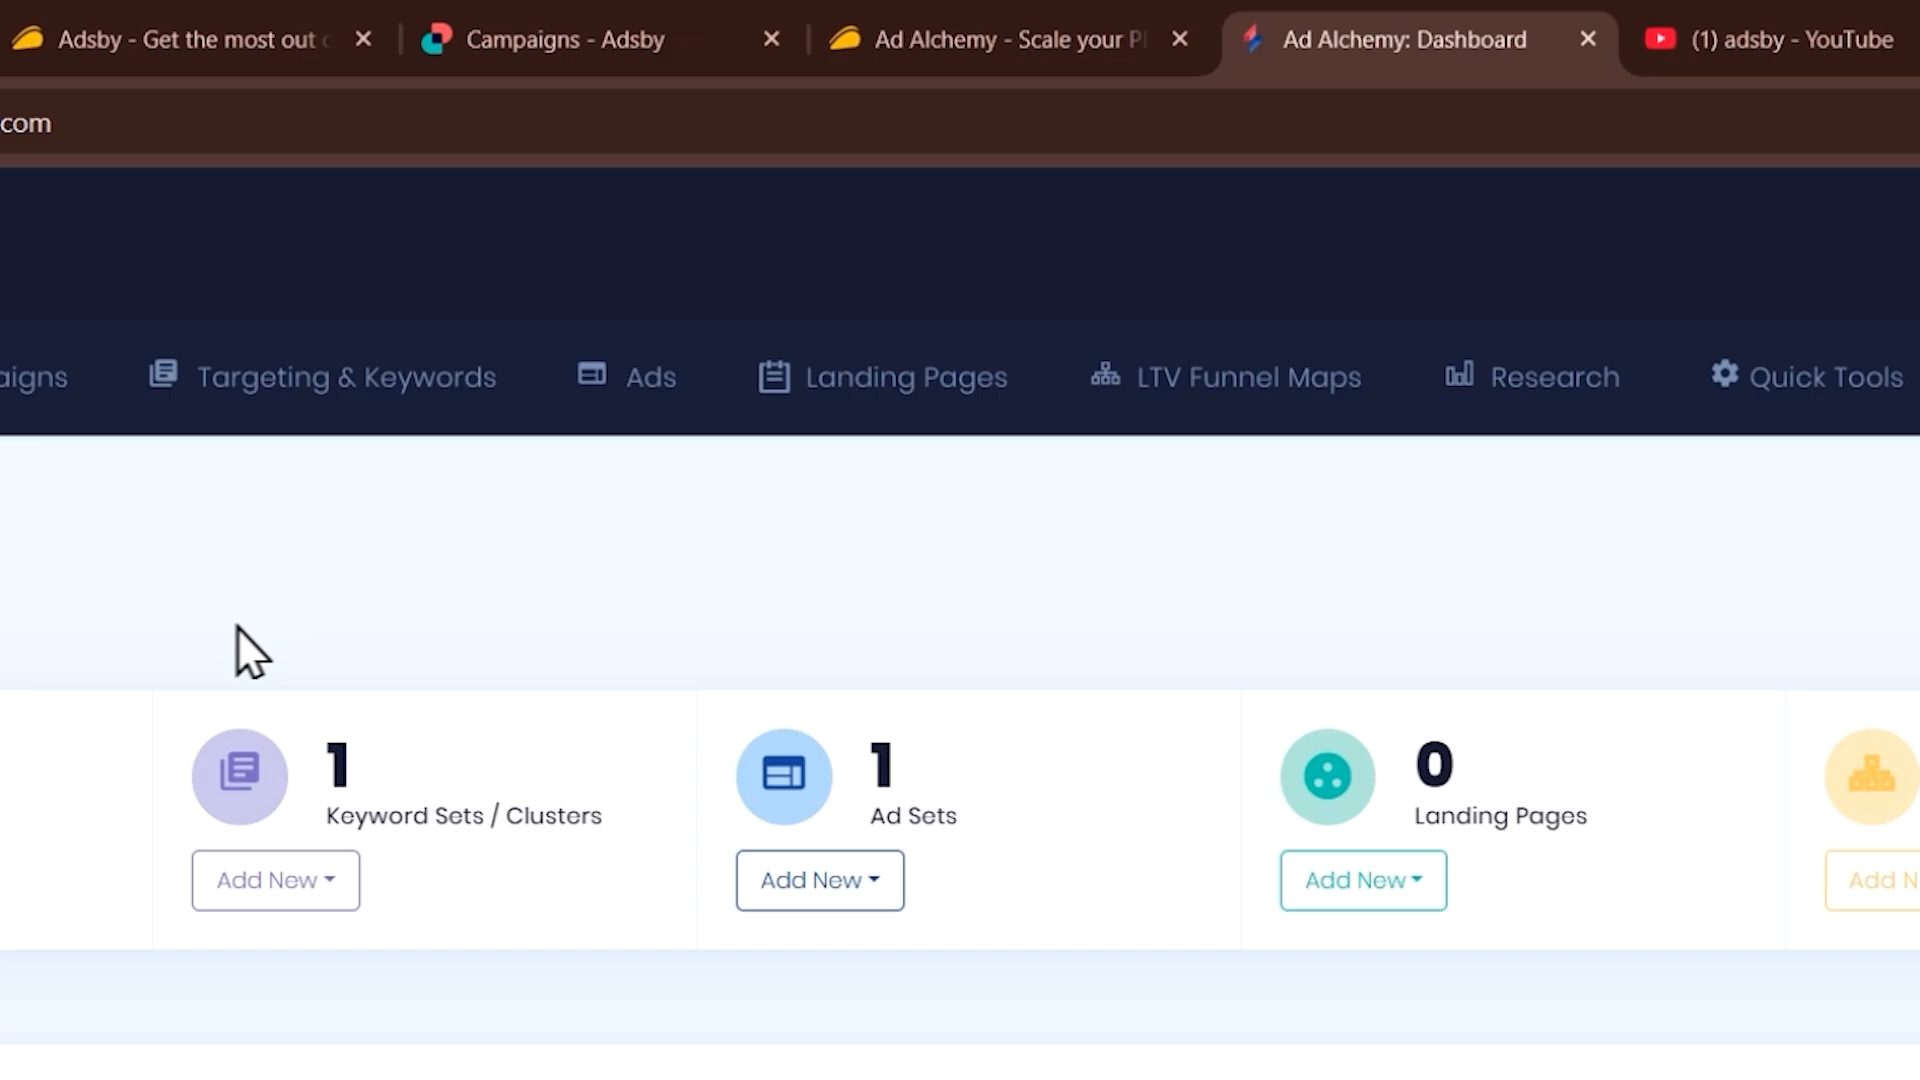 Adsby - Get the most out
Campaigns - Adsby
Ad Alchemy - Scale your P
Ad Alchemy: Dashboard
(1) adsby - YouTube
com
aigns
Targeting & Keywords
Ads
Landing Pages
LTV Funnel Maps
Research
Quick Tools
1
Keyword Sets / Clusters
Add New
1
Ad Sets
Add New
0
Landing Pages
Add New
Add N